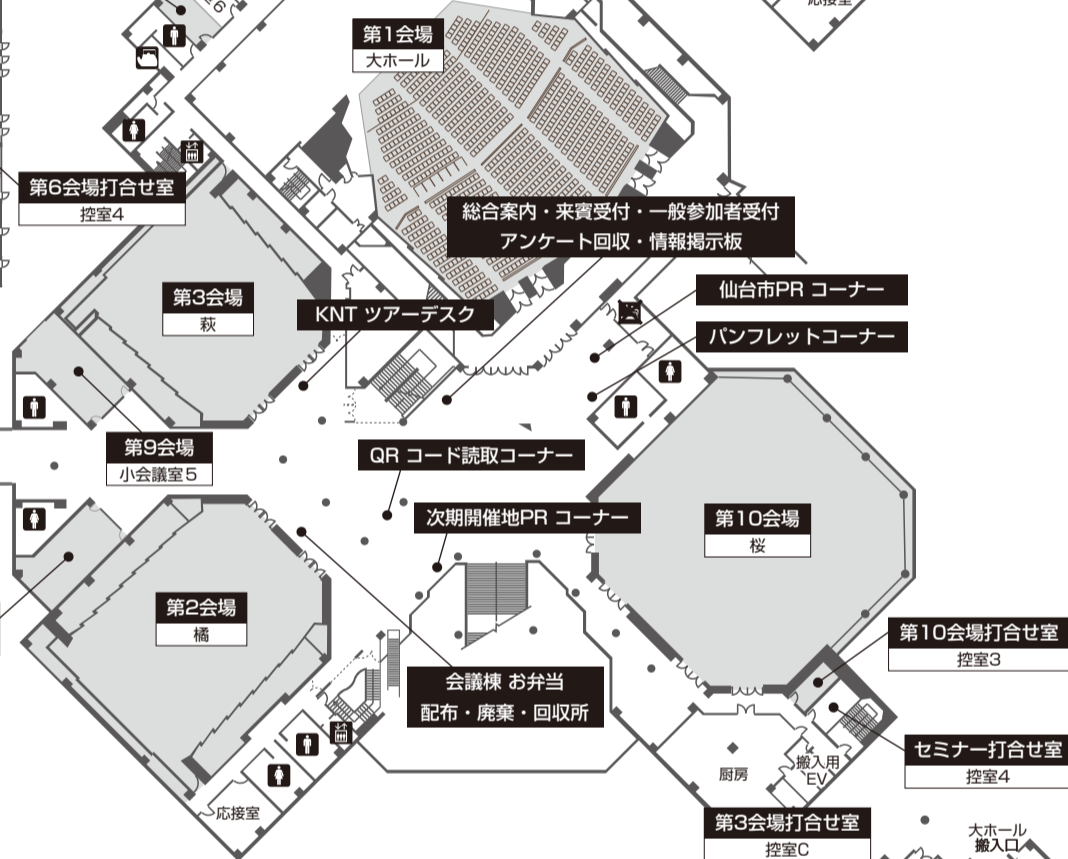 応接室
第1会場
大ホール
第6会場打合せ室
控室4
総合案内・来賓受付・一般参加者受付
アンケート回収・情報掲示板
仙台市PR コーナー
第3会場
萩
KNT ツアーデスク
パンフレットコーナー
第9会場
小会議室5
QR コード読取コーナー
次期開催地PR コーナー
第10会場
桜
第2会場
橘
第10会場打合せ室
控室3
会議棟 お弁当
配布・廃棄・回収所
セミナー打合せ室
控室4
厨房
搬入用
EV
応接室
第3会場打合せ室
控室C
大ホール
搬入口